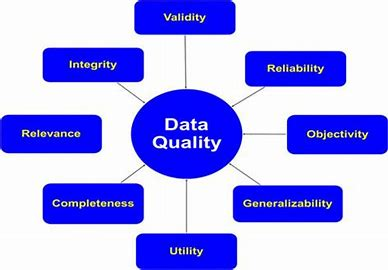 Validity
Integrity
Reliability
Relevance
Data
Quality
Objectivity
Completeness
Generalizability
Utility